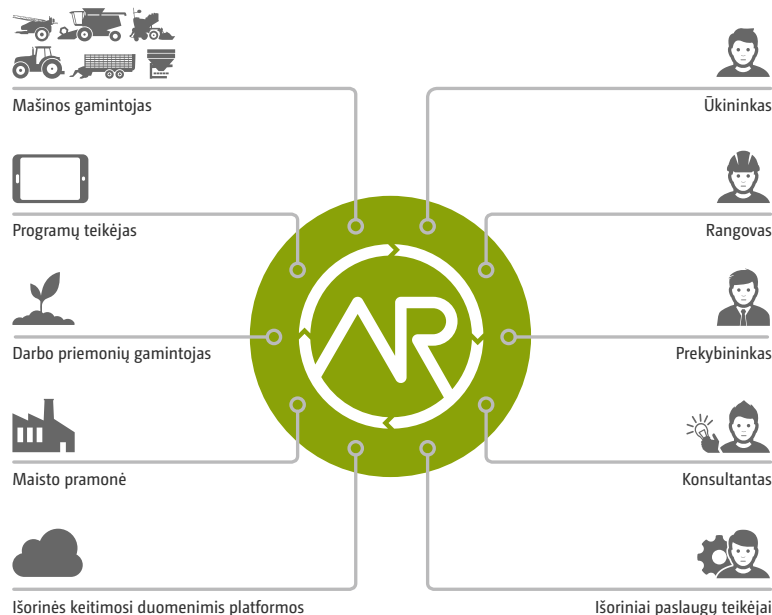 Mašinos gamintojas
Ūkininkas
Programų teikėjas
Rangovas
AR
Darbo priemonių gamintojas
Prekybininkas
Maisto pramonė
Konsultantas
Išorinės keitimosi duomenimis platformos
Išoriniai paslaugų teikėjai